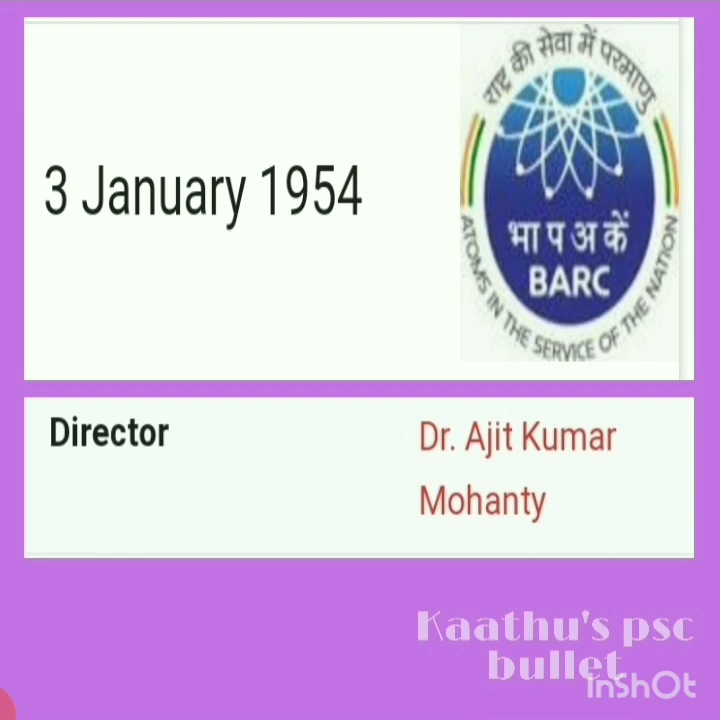 3 January 1954
राष्ट्र की सेवा में परमाणु
भा प अ कें
BARC
ATOMS IN THE SERVICE OF THE NATION
Director
Dr. Ajit Kumar
Mohanty
Kaathu's psc
bullet
InShOt